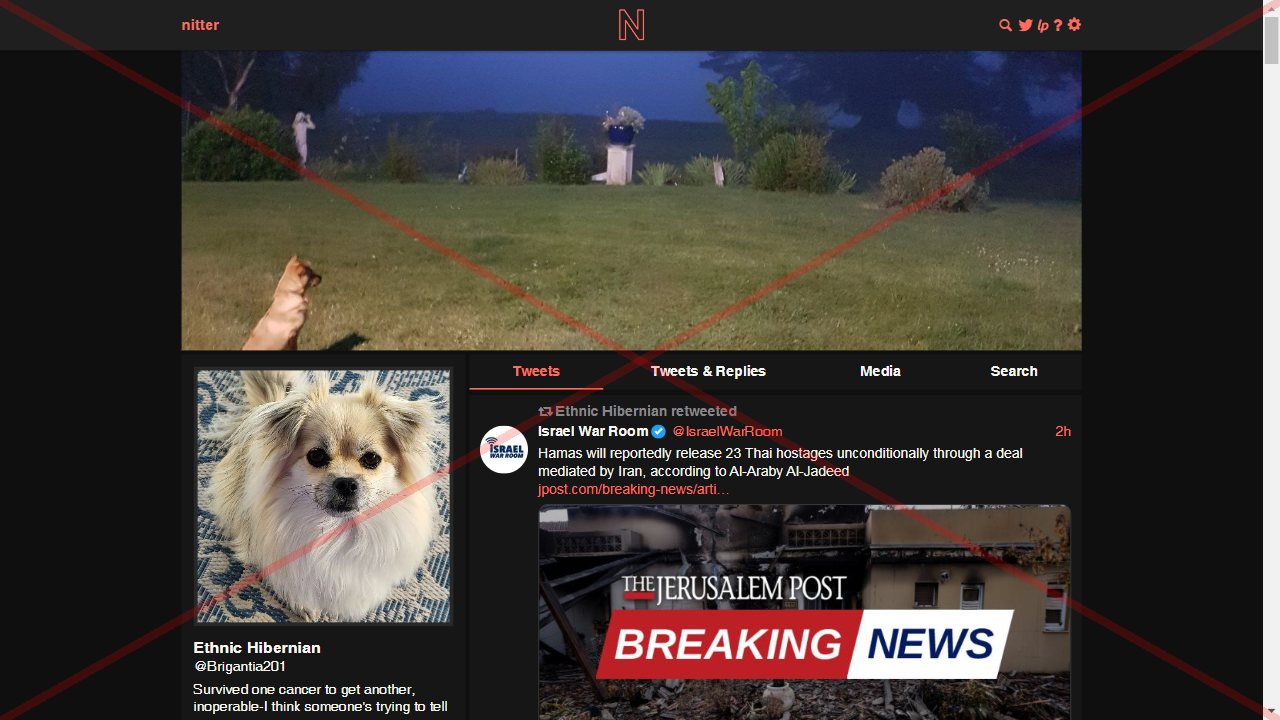 nitter
N
lp ?
Ethnic Hibernian
@Brigantia201
Survived one cancer to get another,
inoperable-I think someone's trying to tell
Tweets
Tweets & Replies
Media
Search
Ethnic Hibernian retweeted
ISRAEL
WAR ROOM
Israel War Room @IsraelWarRoom 2h
Hamas will reportedly release 23 Thai hostages unconditionally through a deal
mediated by Iran, according to Al-Araby Al-Jadeed
jpost.com/breaking-news/arti…
THE JERUSALEM POST
BREAKING NEWS